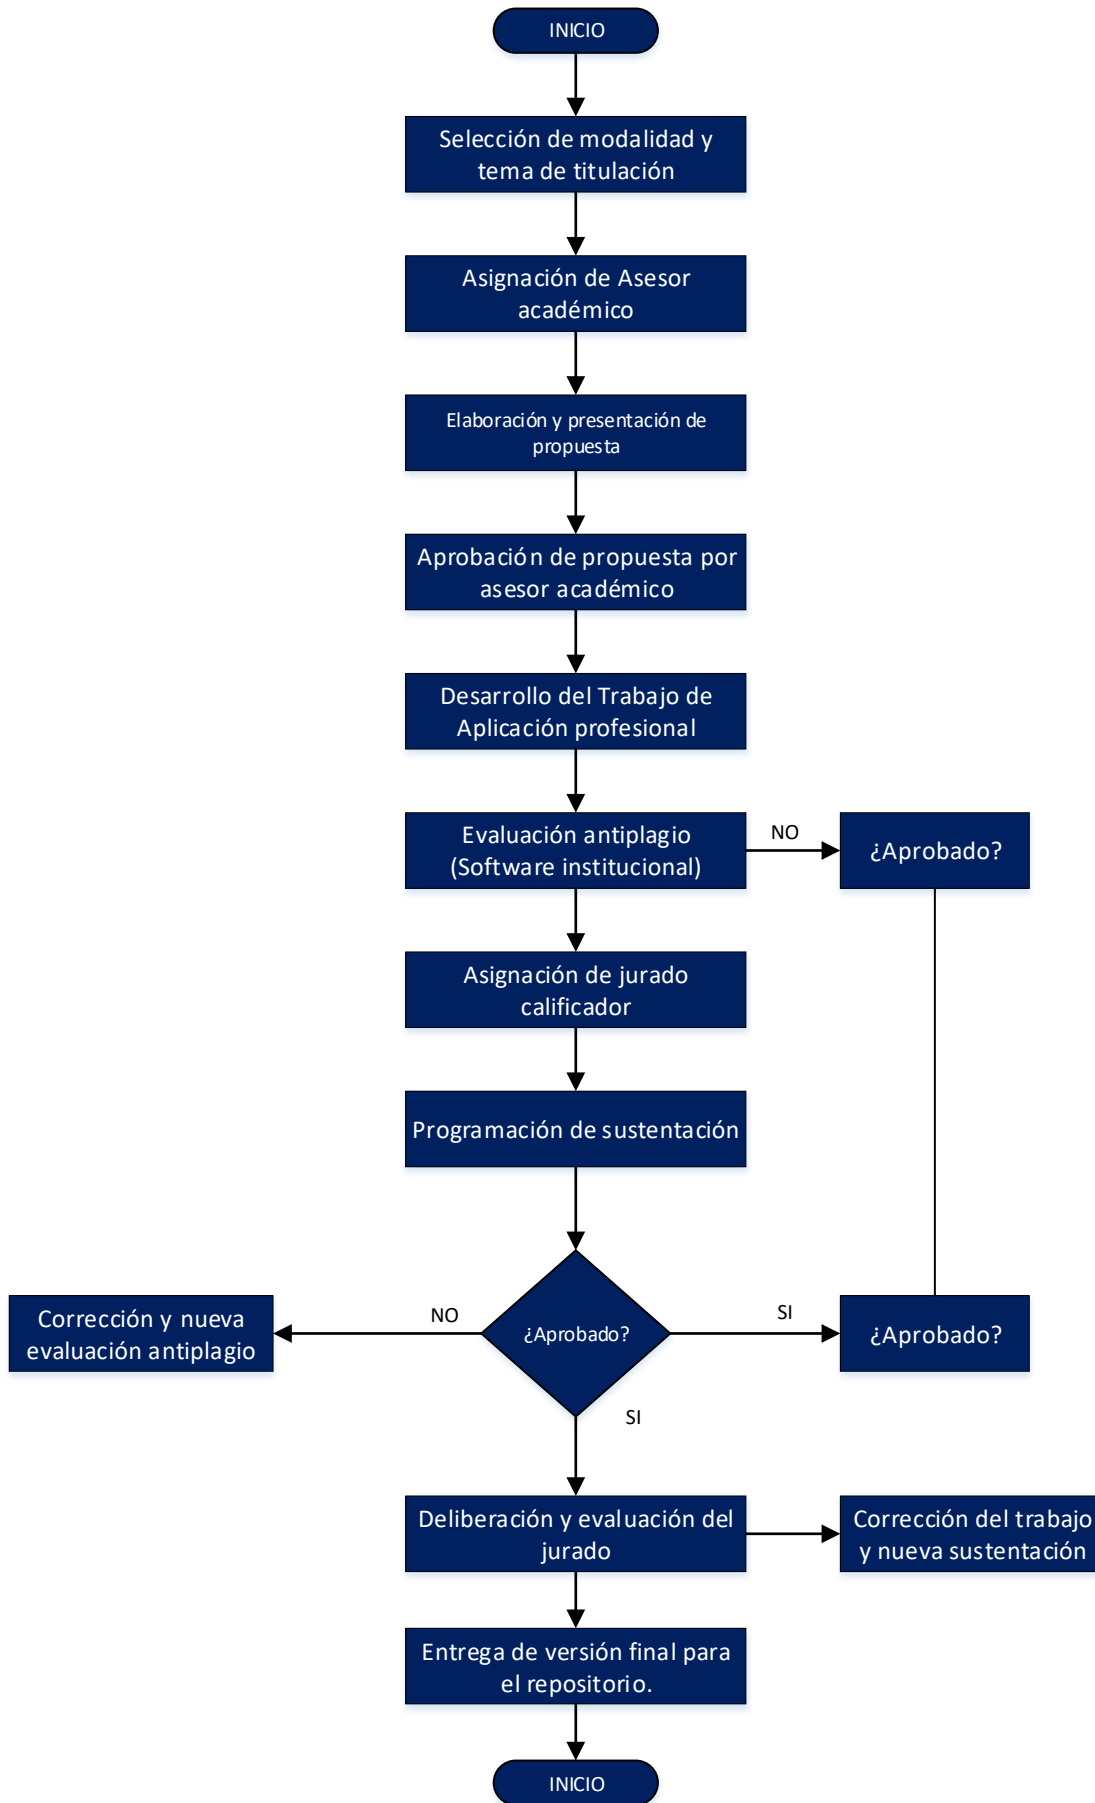 INICIO
Selección de modalidad y
tema de titulación
Asignación de Asesor
académico
Elaboración y presentación de
propuesta
Aprobación de propuesta por
asesor académico
Desarrollo del Trabajo de
Aplicación profesional
Evaluación antiplagio
(Software institucional)
NO
¿Aprobado?
Asignación de jurado
calificador
Programación de sustentación
Corrección y nueva
evaluación antiplagio
NO
¿Aprobado?
SI
¿Aprobado?
SI
Deliberación y evaluación del
jurado
Corrección del trabajo
y nueva sustentación
Entrega de versión final para
el repositorio.
INICIO